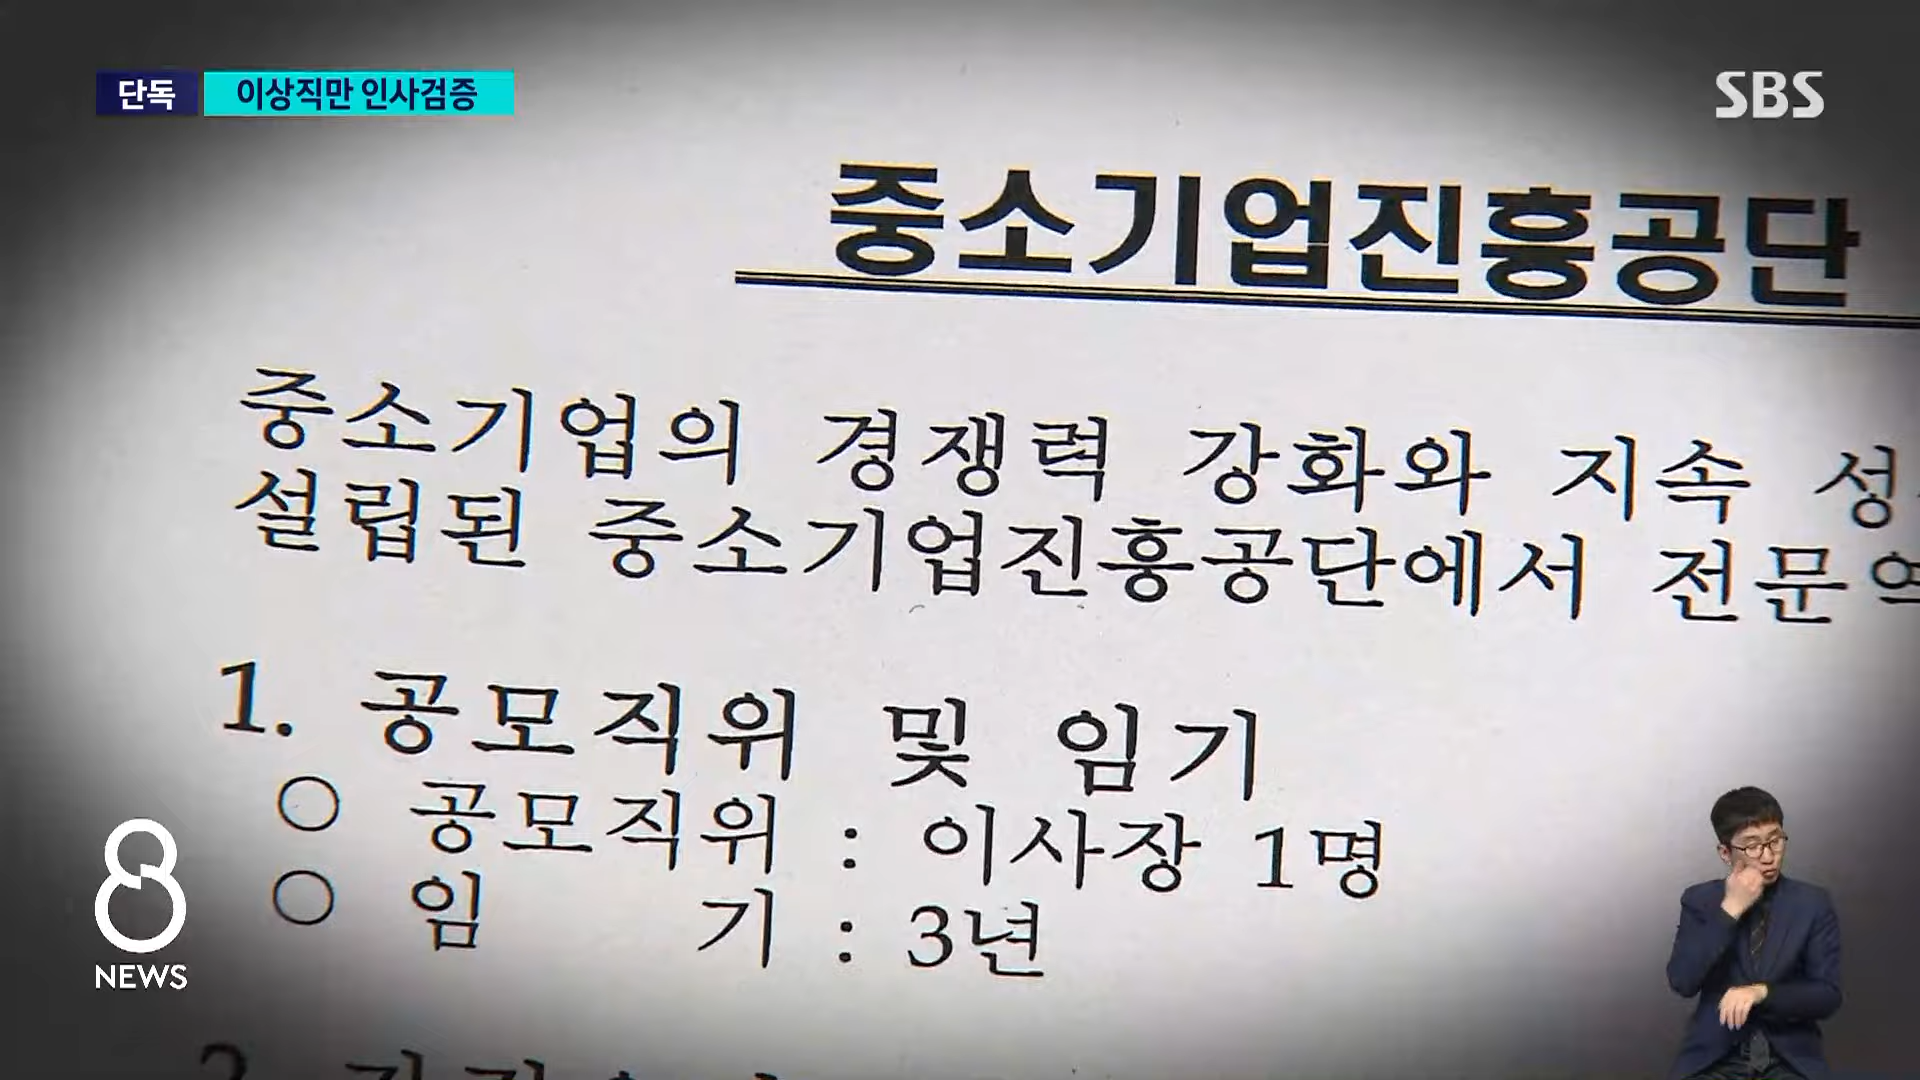 단독 이상직만 인사검증
SBS
중소기업진흥공단
중소기업의 경쟁력 강화와 지속
설립된 중소기업진흥공단에서
1. 공모직위 및 임기
○ 공모직위 : 이사장 1명
○ 임 기 : 3년
8
NEWS